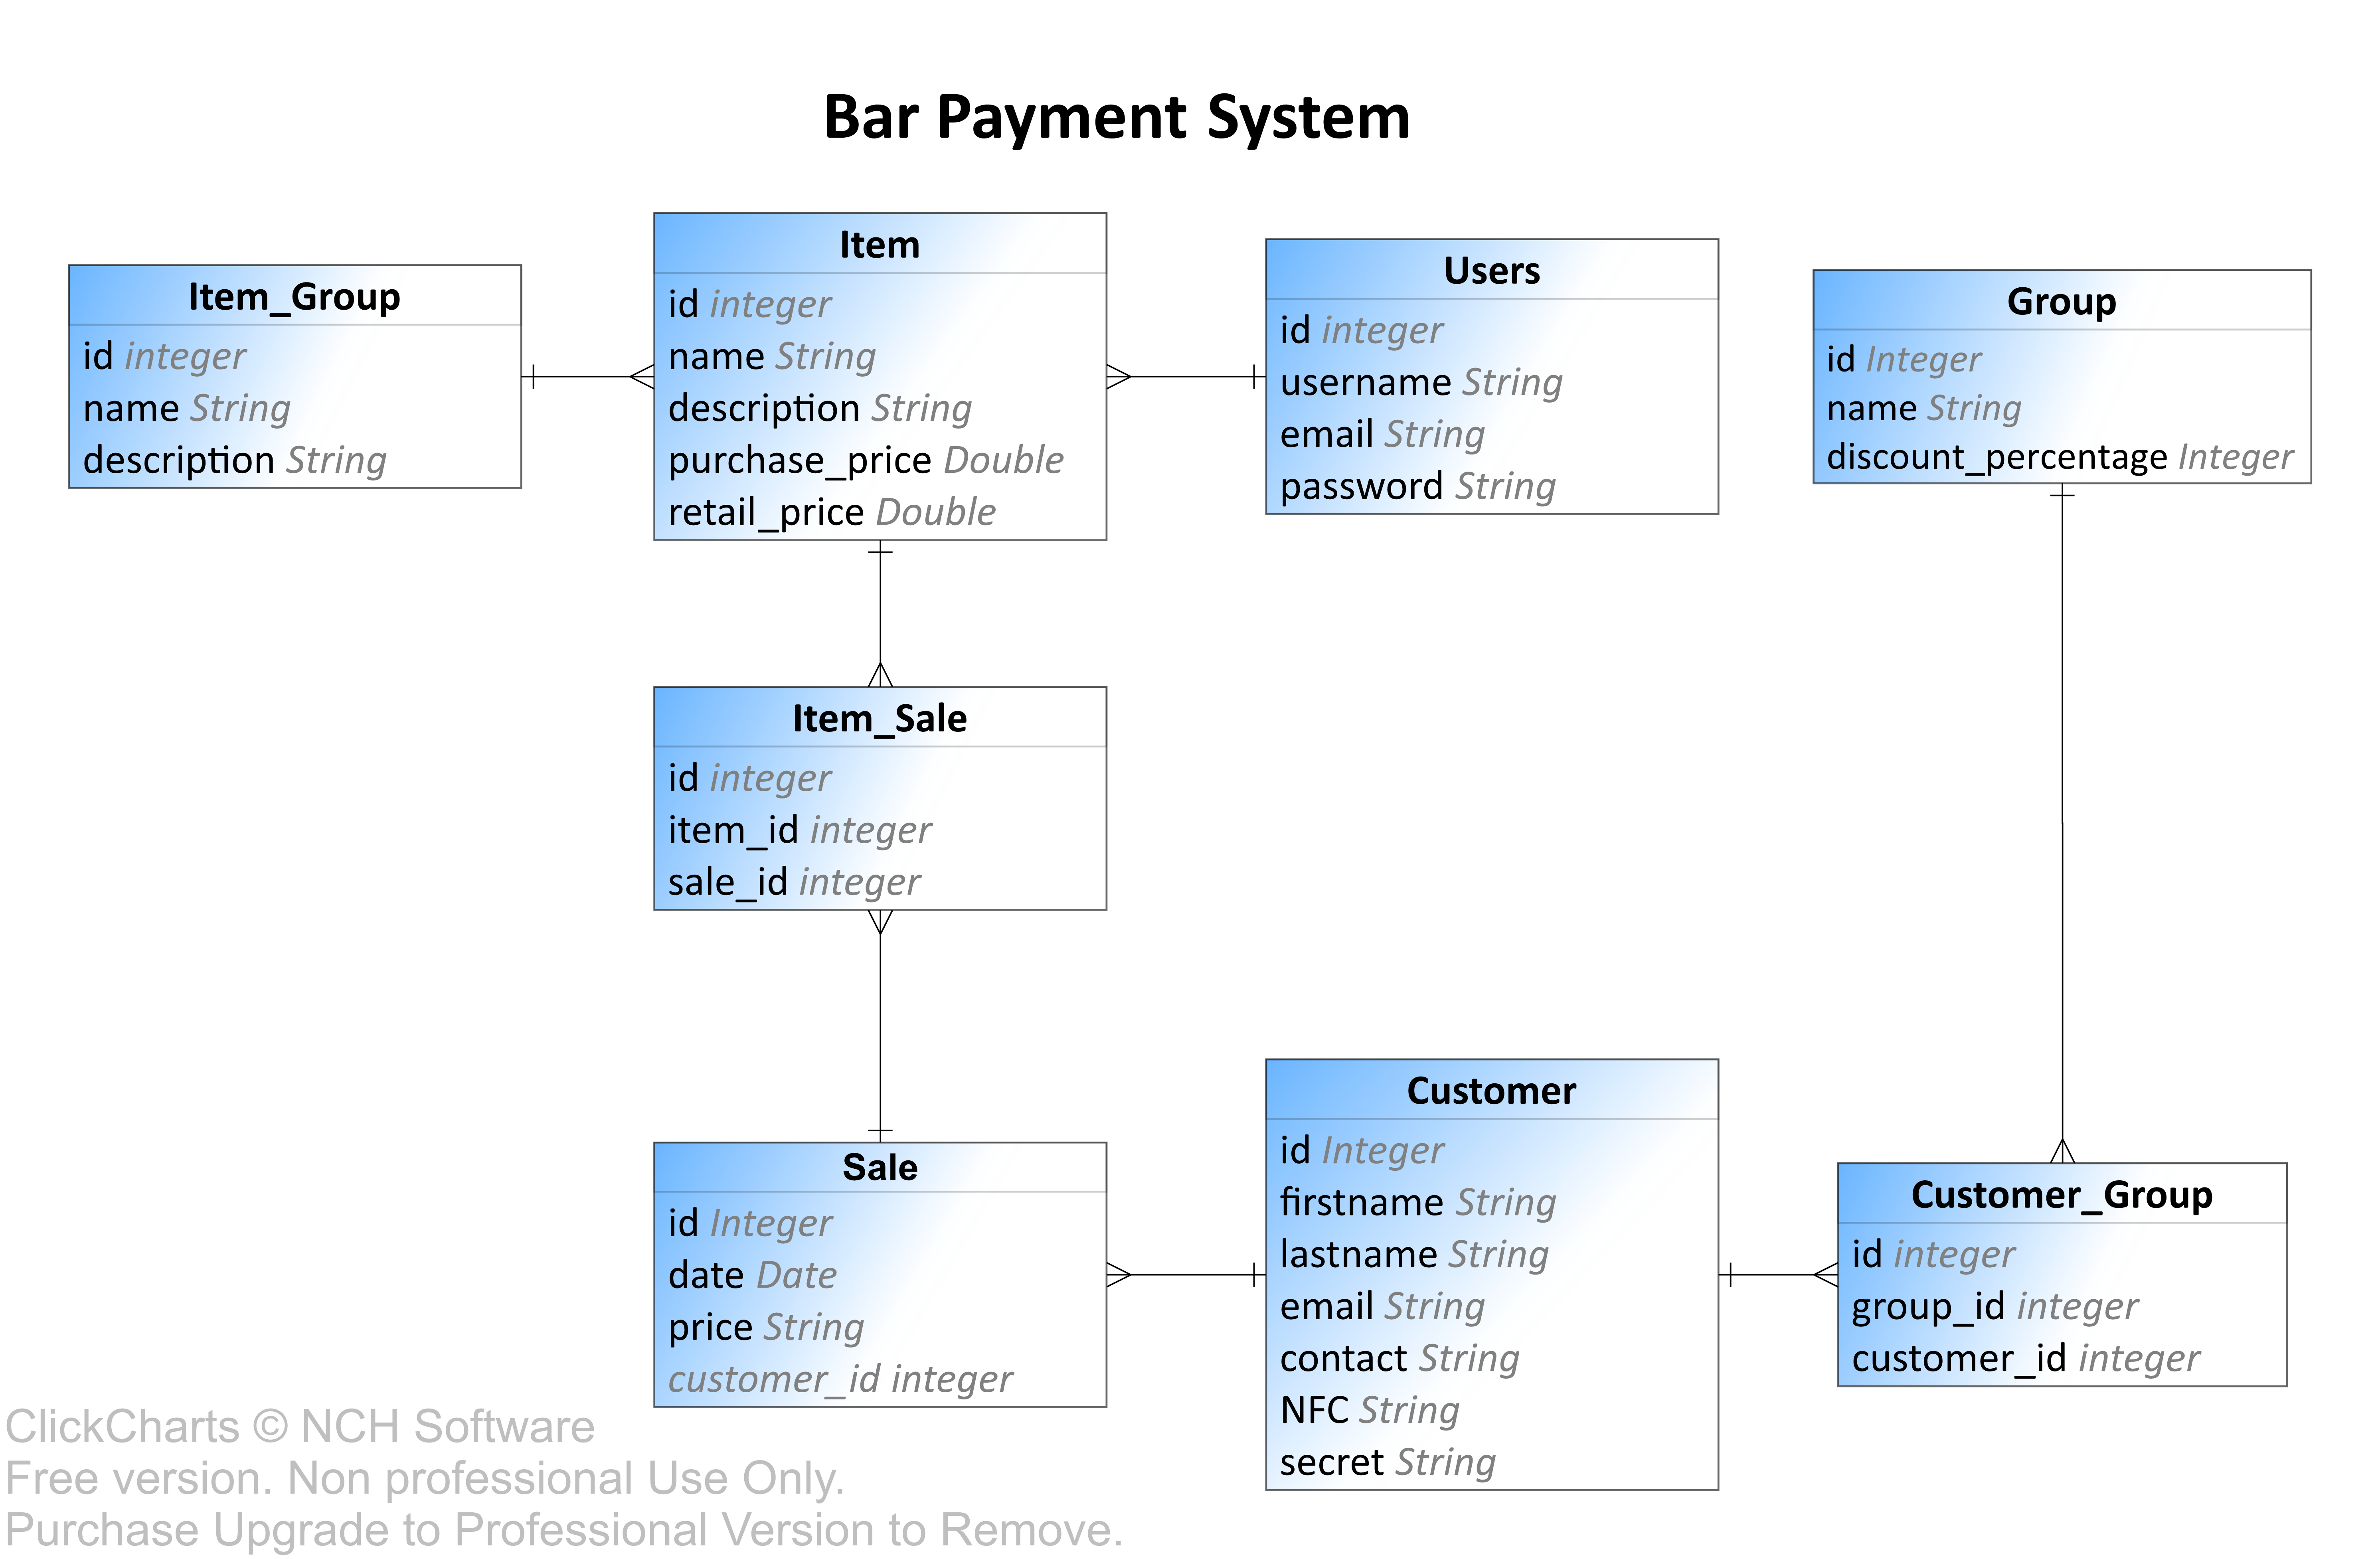 Bar Payment System
Item_Group
id integer
name String
description String
Item
id integer
name String
description String
purchase_price Double
retail_price Double
Users
id integer
username String
email String
password String
Group
id Integer
name String
discount_percentage Integer
Item_Sale
id integer
item_id integer
sale_id integer
Sale
id Integer
date Date
price String
customer_id integer
Customer
id Integer
firstname String
lastname String
email String
contact String
NFC String
secret String
Customer_Group
id integer
group_id integer
customer_id integer
ClickCharts © NCH Software
Free version. Non professional Use Only.
Purchase Upgrade to Professional Version to Remove.